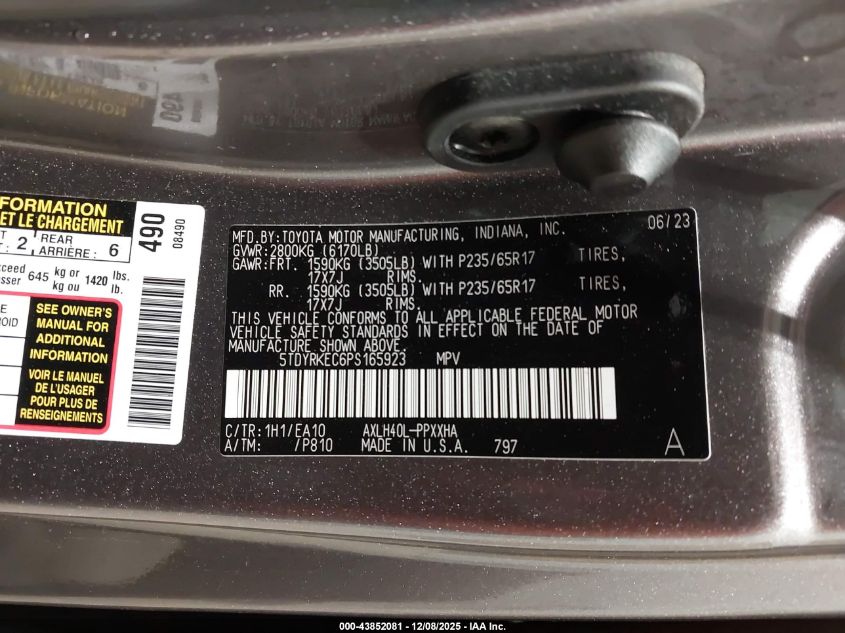 FORMATION
ET LE CHARGEMENT
2 REAR ARRIÈRE: 6
645 kg or kg ou 1420 lbs. lb.
SEE OWNER'S
MANUAL FOR
ADDITIONAL
INFORMATION
VOIR LE MANUEL
DE L'USAGER
POUR PLUS DE
RENSEIGNEMENTS
490
08490
MFD.BY:TOYOTA MOTOR MANUFACTURING, INDIANA, INC. 06/23
GVWR:2800KG (6170LB)
GAWR:FRT. 1590KG (3505LB) WITH P235/65R17 TIRES,
17X7J RIMS.
RR. 1590KG (3505LB) WITH P235/65R17 TIRES,
17X7J RIMS.
THIS VEHICLE CONFORMS TO ALL APPLICABLE FEDERAL MOTOR
VEHICLE SAFETY STANDARDS IN EFFECT ON THE DATE OF
MANUFACTURE SHOWN ABOVE.
5TDYRKEC6PS165923 MPV
C/TR:1H1/EA10 AXLH40L-PPXXHA
A/TM: /P810 MADE IN U.S.A. 797 A
000-43852081 - 12/08/2025 - IAA Inc.